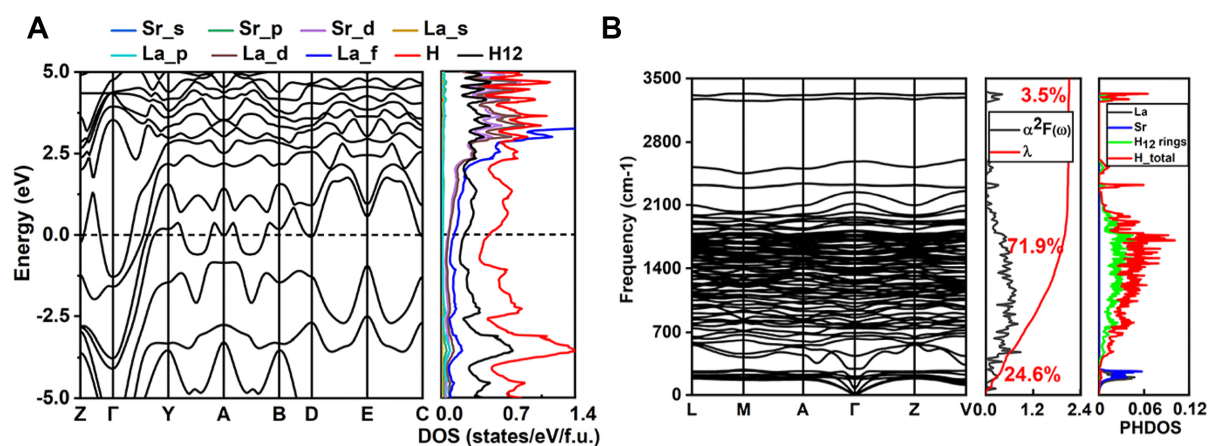 A
Sr_s Sr_p Sr_d La_s
La_p La_d La_f H H12
Energy (eV)
5.0
2.5
0.0
-2.5
-5.0
Z Γ Y A B D E C
0.0 0.7 1.4
DOS (states/eV/f.u.)
B
Frequency (cm-1)
3500
2800
2100
1400
700
0
L M A Γ Z V
3.5%
α²F(ω)
λ
71.9%
24.6%
0.0 1.2 2.4
La
Sr
H₁₂ rings
H_total
0 0.06 0.12
PHDOS